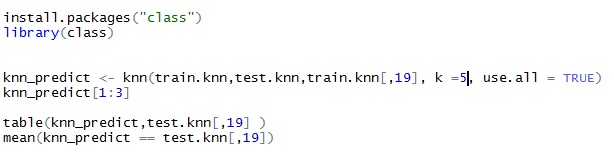 install.packages("class")
library(class)
knn_predict <- knn(train.knn,test.knn,train.knn[,19], k =5, use.all = TRUE)
knn_predict[1:3]
table(knn_predict,test.knn[,19] )
mean(knn_predict == test.knn[,19])